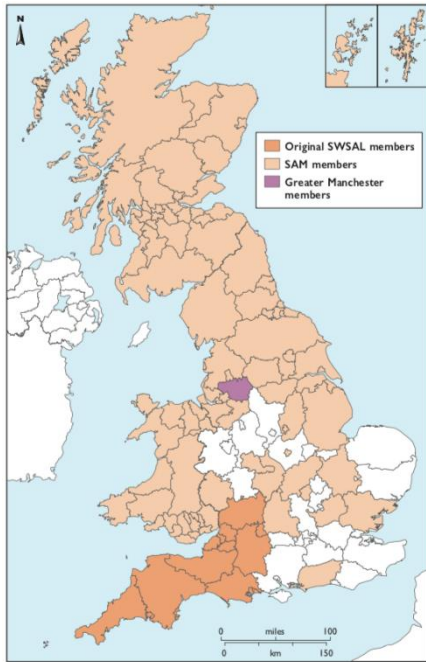 N
Original SWSAL members
SAM members
Greater Manchester
members
0 miles 100
0 km 150